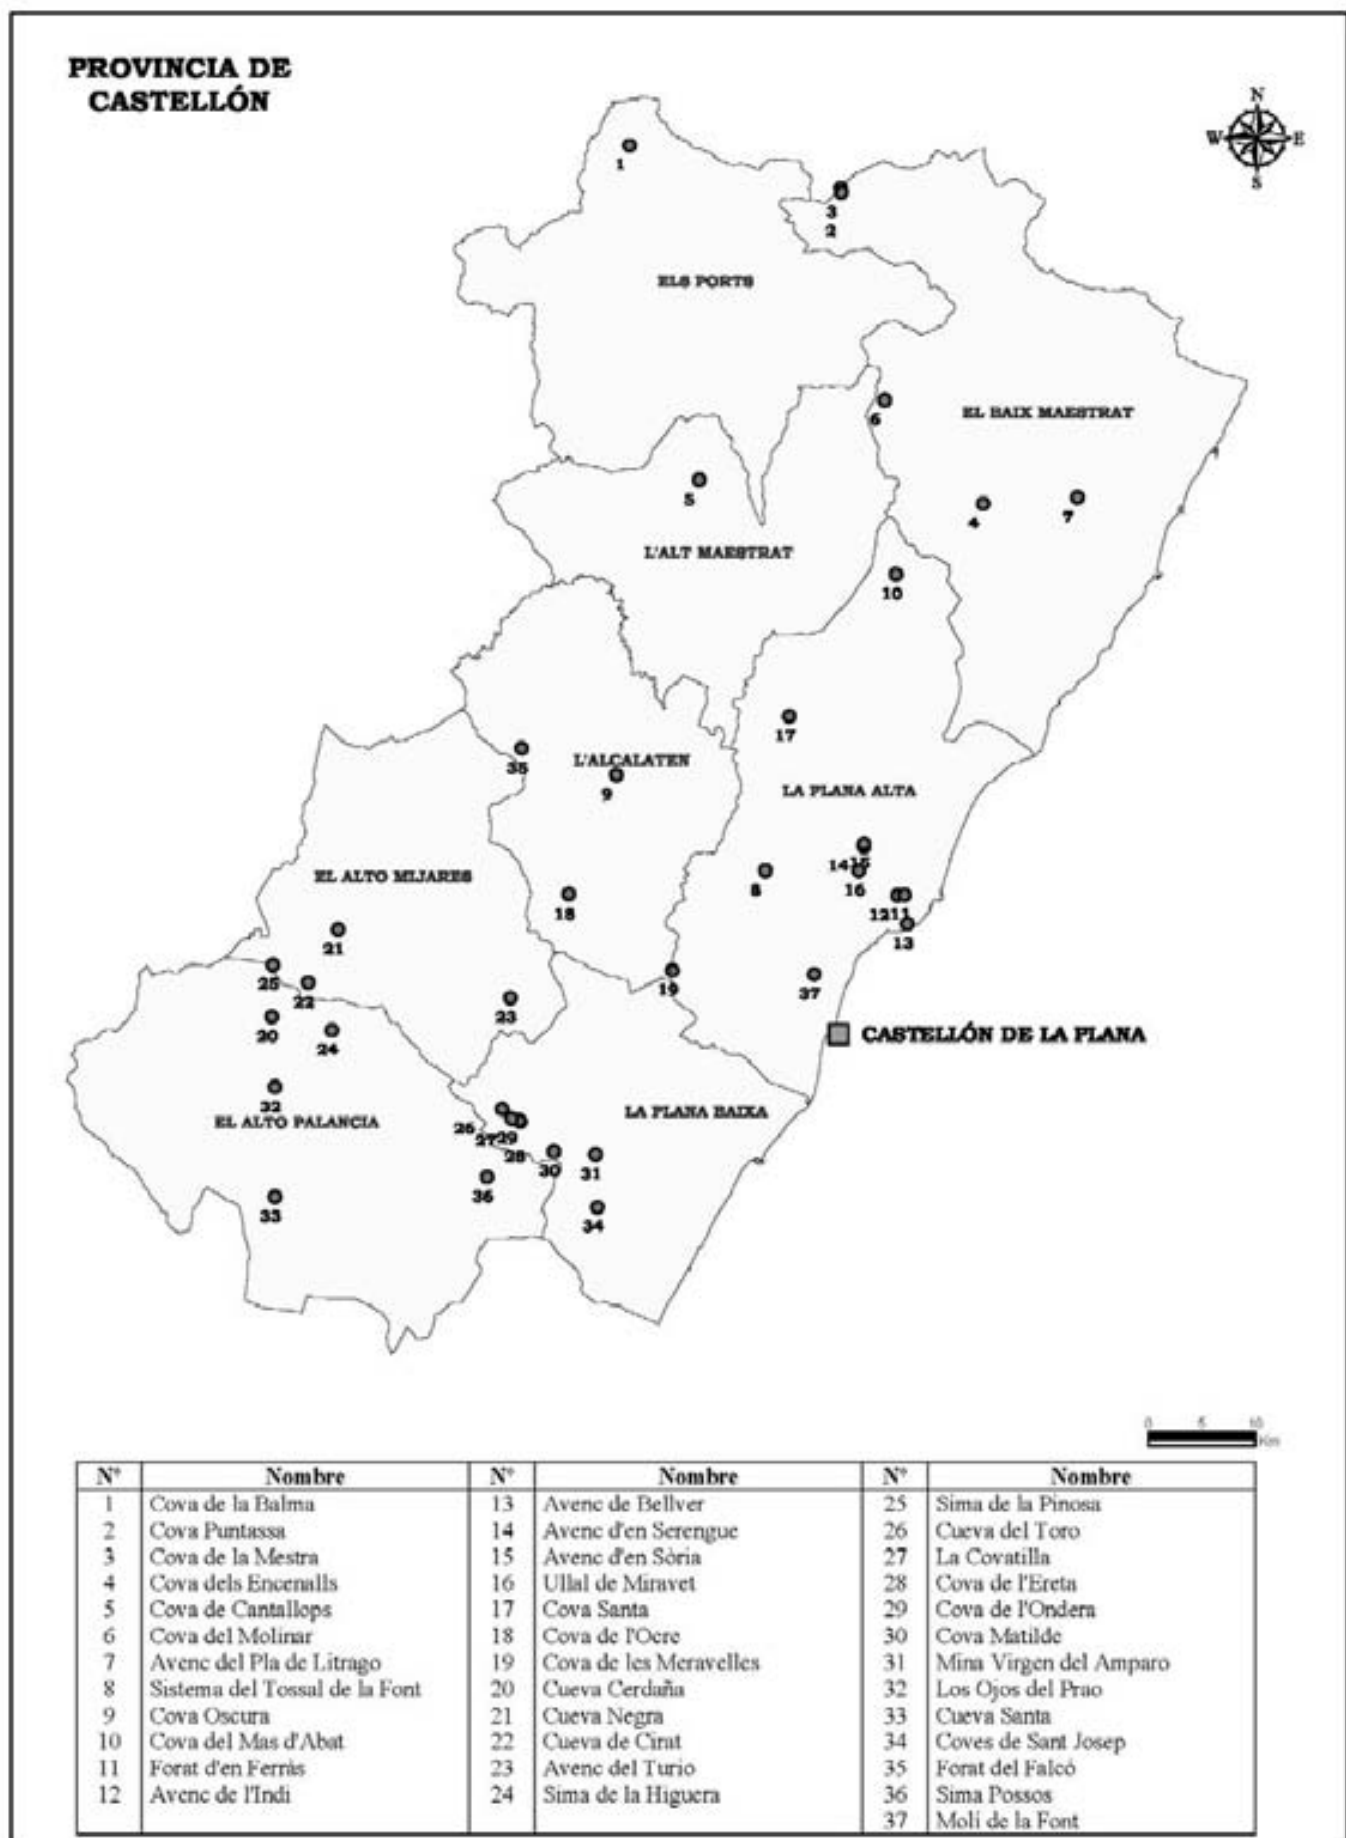 PROVINCIA DE
CASTELLÓN
N
W E
S
1
3
2
ELS PORTS
6
EL BAIX MAESTRAT
5
4
7
L'ALT MAESTRAT
10
17
35
L'ALCALATEN
9
LA PLANA ALTA
14 15
EL ALTO MIJARES
8
16
18
12 11
21
13
25
22
19
37
23
20
24
CASTELLÓN DE LA PLANA
32
EL ALTO PALANCIA
LA PLANA BAIXA
26
27 29
28
30
31
36
33
34
0 5 10
Km
Nº Nombre Nº Nombre Nº Nombre
1 Cova de la Balma 13 Avenc de Bellver 25 Sima de la Pinosa
2 Cova Puntassa 14 Avenc d'en Serengue 26 Cueva del Toro
3 Cova de la Mestra 15 Avenc d'en Sòria 27 La Covatilla
4 Cova dels Encenalls 16 Ullal de Miravet 28 Cova de l'Ereta
5 Cova de Cantallops 17 Cova Santa 29 Cova de l'Ondera
6 Cova del Molinar 18 Cova de l'Ocre 30 Cova Matilde
7 Avenc del Pla de Litrago 19 Cova de les Meravelles 31 Mina Virgen del Amparo
8 Sistema del Tossal de la Font 20 Cueva Cerdaña 32 Los Ojos del Prao
9 Cova Oscura 21 Cueva Negra 33 Cueva Santa
10 Cova del Mas d'Abat 22 Cueva de Cirat 34 Coves de Sant Josep
11 Forat d'en Ferràs 23 Avenc del Turio 35 Forat del Falcó
12 Avenc de l'Indi 24 Sima de la Higuera 36 Sima Possos
37 Molí de la Font